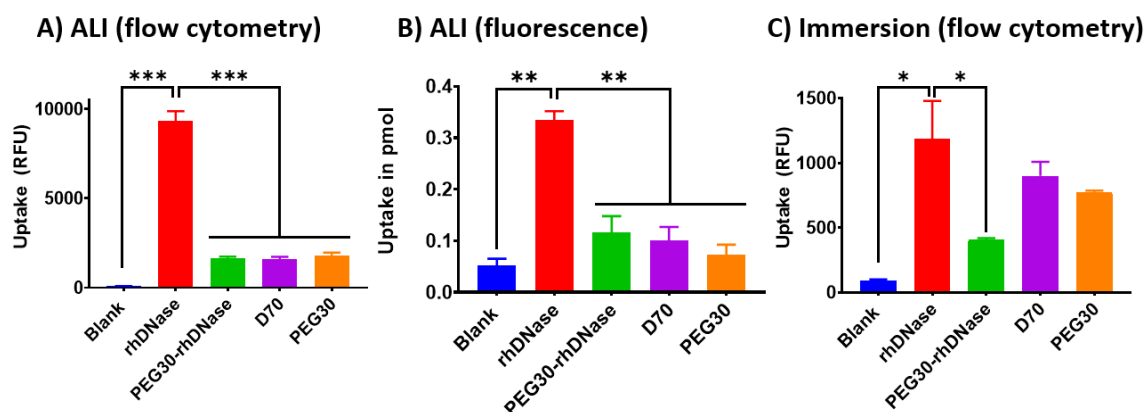 A) ALI (flow cytometry)
B) ALI (fluorescence)
C) Immersion (flow cytometry)
*** ***
10000
5000
0
Uptake (RFU)
Blank
rhDNase
PEG30-rhDNase
D70
PEG30
** **
0.4
0.3
0.2
0.1
0.0
Uptake in pmol
Blank
rhDNase
PEG30-rhDNase
D70
PEG30
* *
1500
1000
500
0
Uptake (RFU)
Blank
rhDNase
PEG30-rhDNase
D70
PEG30